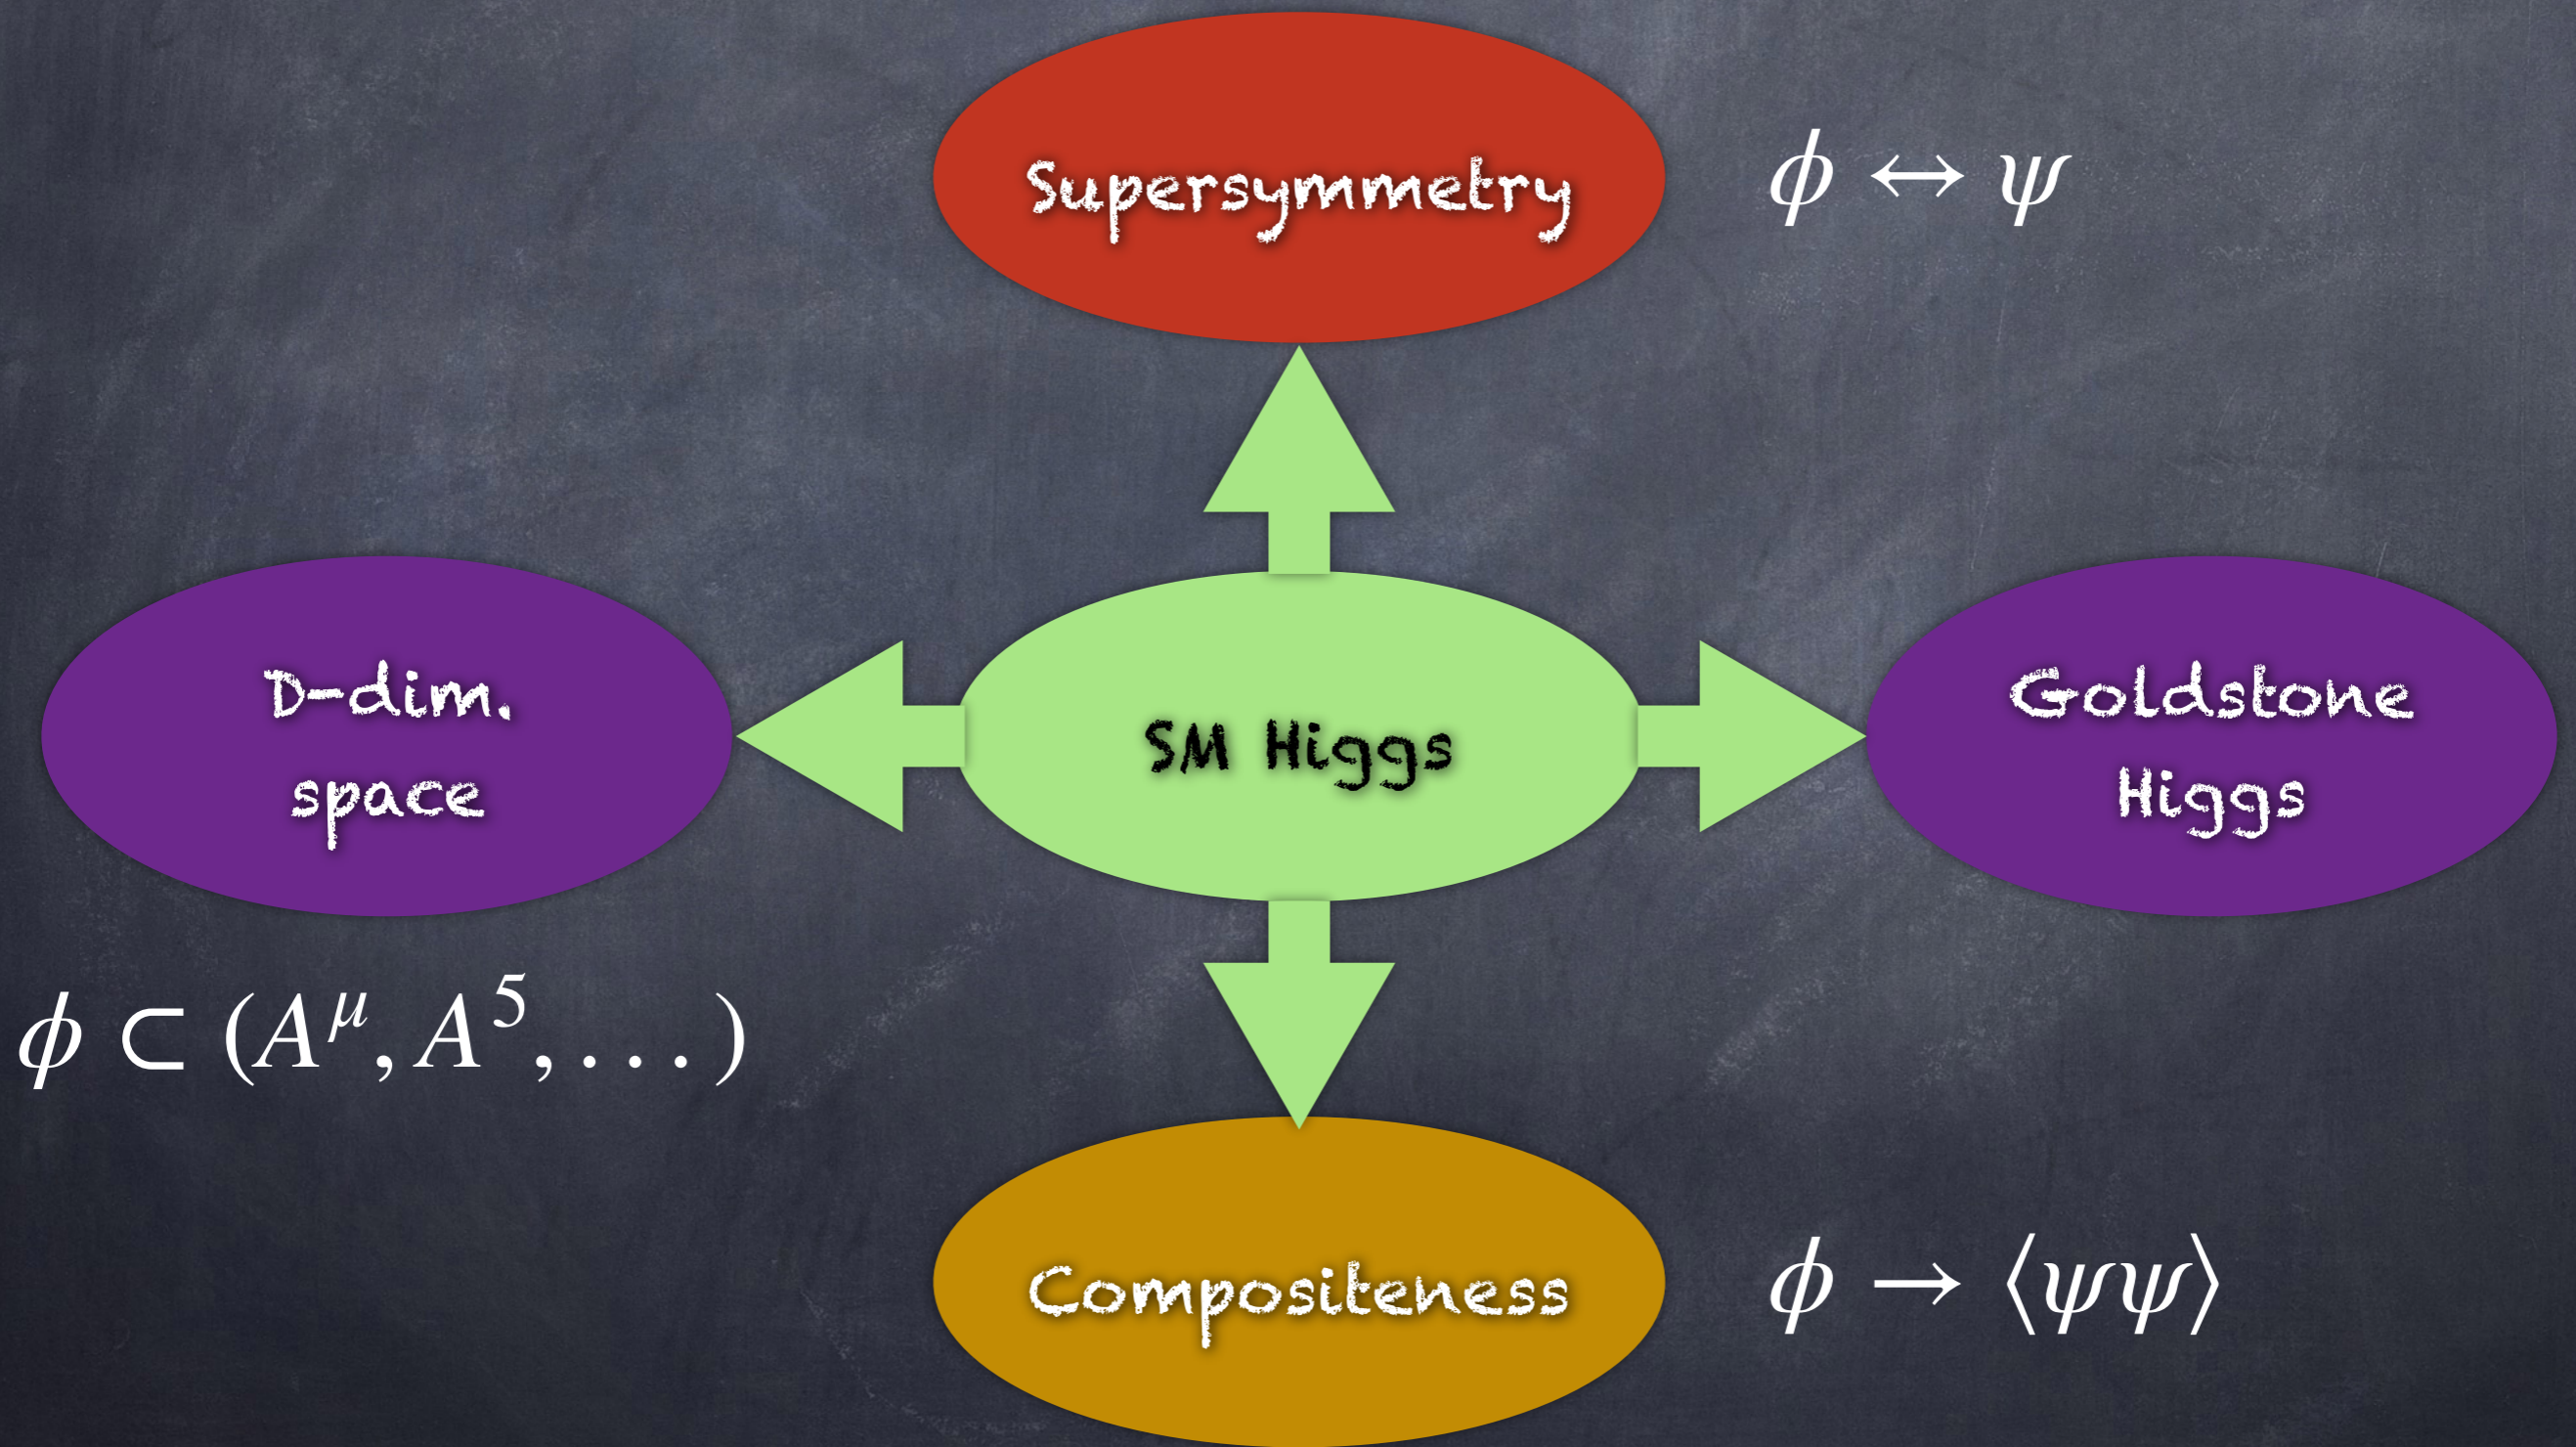 Supersymmetry
ϕ ↔ ψ
D-dim.
space
SM Higgs
Goldstone
Higgs
ϕ ⊂ (A^μ, A^5, . . . )
Compositeness
ϕ → ⟨ψψ⟩